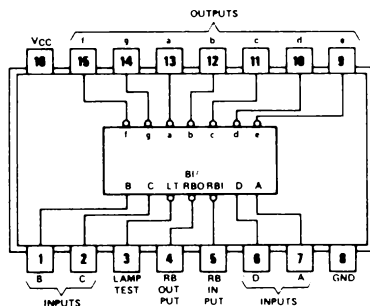 OUTPUTS
VCC f g a b c d e
16 15 14 13 12 11 10 9
f g a b c d e
BI/
B C LT RBO RBI D A
1 2 3 4 5 6 7 8
B C LAMP RB RB D A GND
INPUTS TEST OUT IN INPUTS
PUT PUT